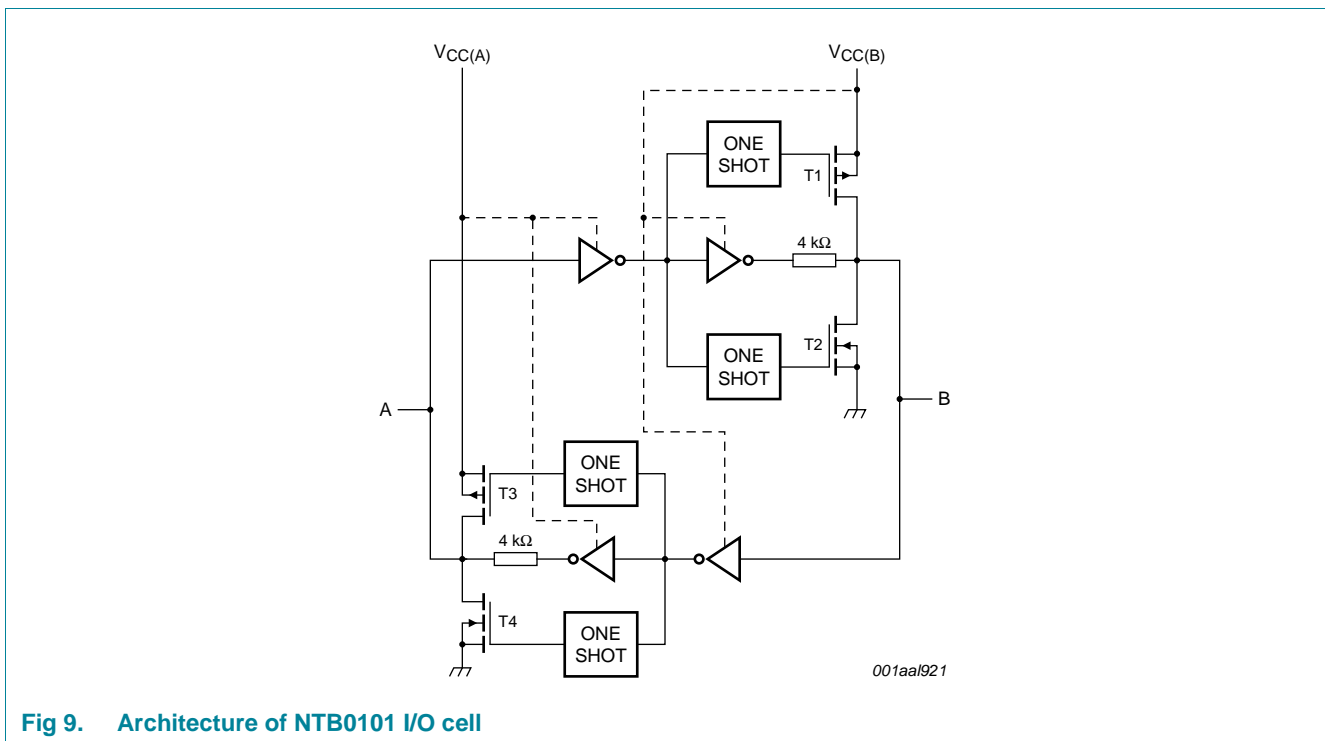 VCC(A)
VCC(B)
ONE
SHOT
T1
4 kΩ
ONE
SHOT
T2
A
B
ONE
SHOT
T3
4 kΩ
T4
ONE
SHOT
001aal921
Fig 9. Architecture of NTB0101 I/O cell